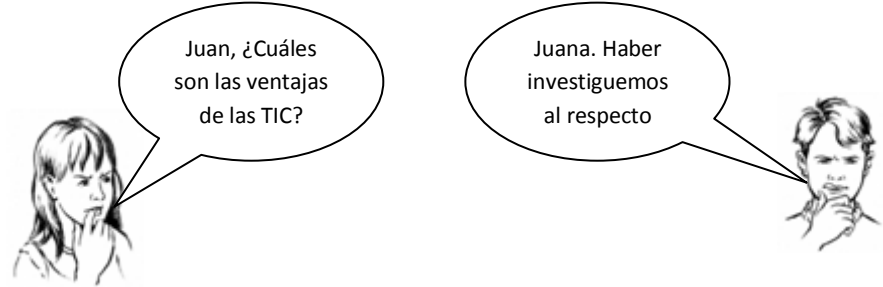 Juan, ¿Cuáles
son las ventajas
de las TIC?
Juana. Haber
investiguemos
al respecto